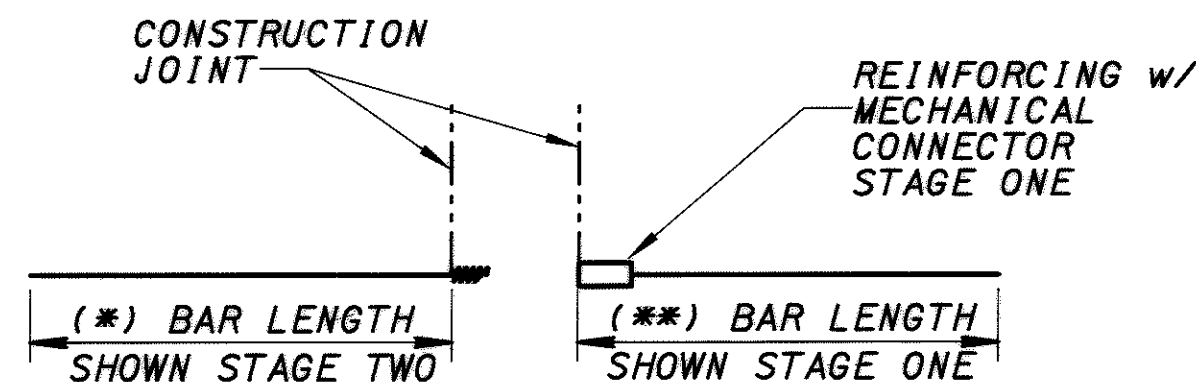 CONSTRUCTION
JOINT
REINFORCING w/
MECHANICAL
CONNECTOR
STAGE ONE
(*) BAR LENGTH
SHOWN STAGE TWO
(**) BAR LENGTH
SHOWN STAGE ONE